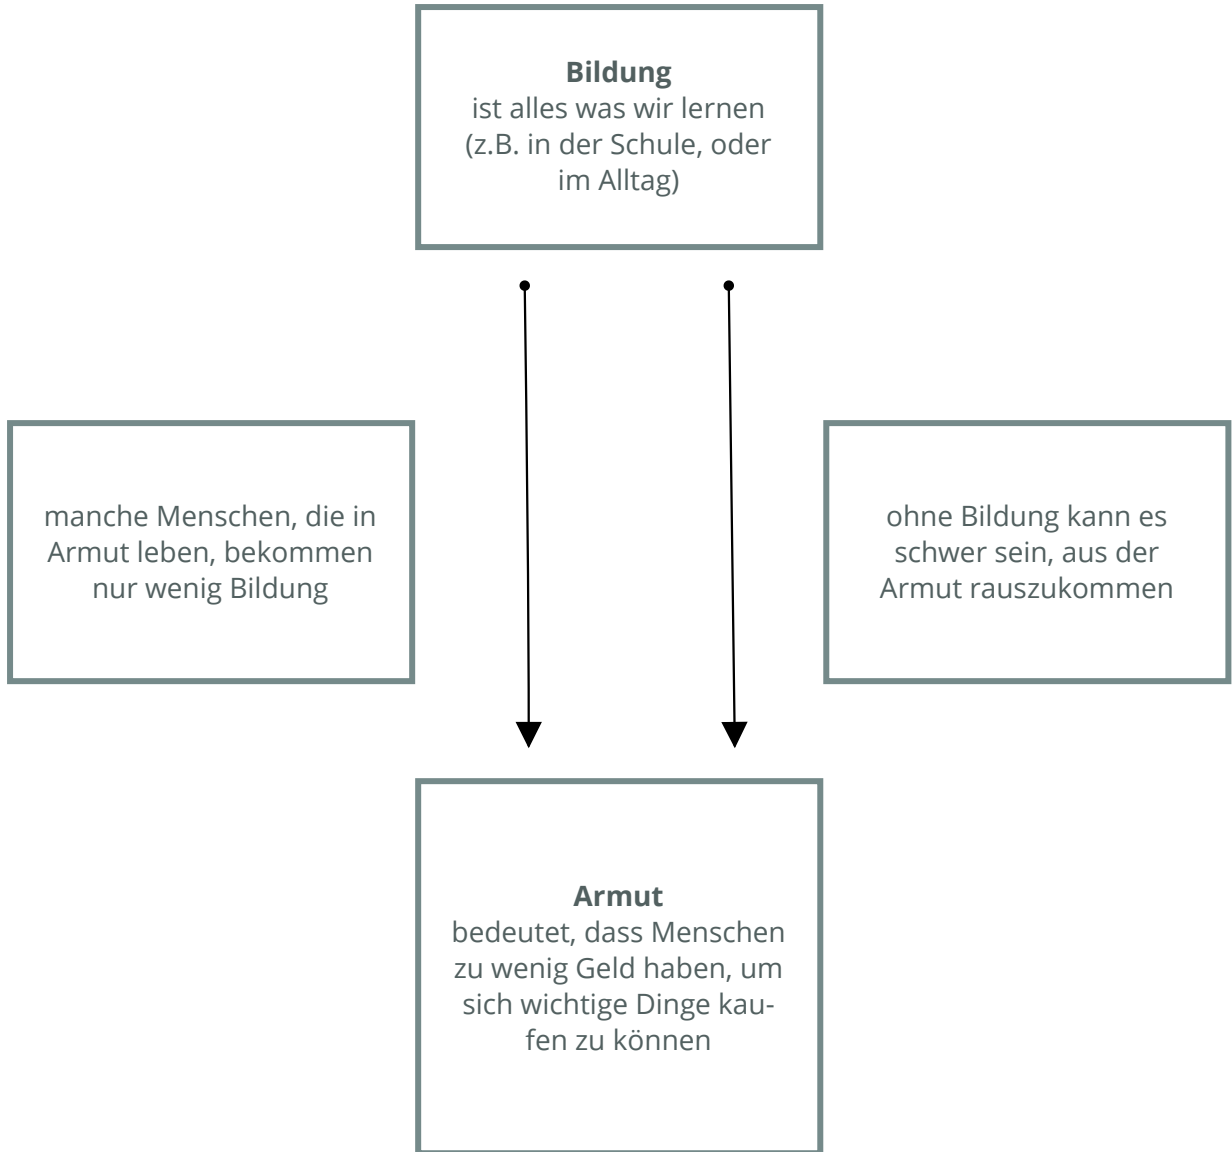 Bildung
ist alles was wir lernen
(z.B. in der Schule, oder
im Alltag)
manche Menschen, die in
Armut leben, bekommen
nur wenig Bildung
ohne Bildung kann es
schwer sein, aus der
Armut rauszukommen
Armut
bedeutet, dass Menschen
zu wenig Geld haben, um
sich wichtige Dinge kau-
fen zu können